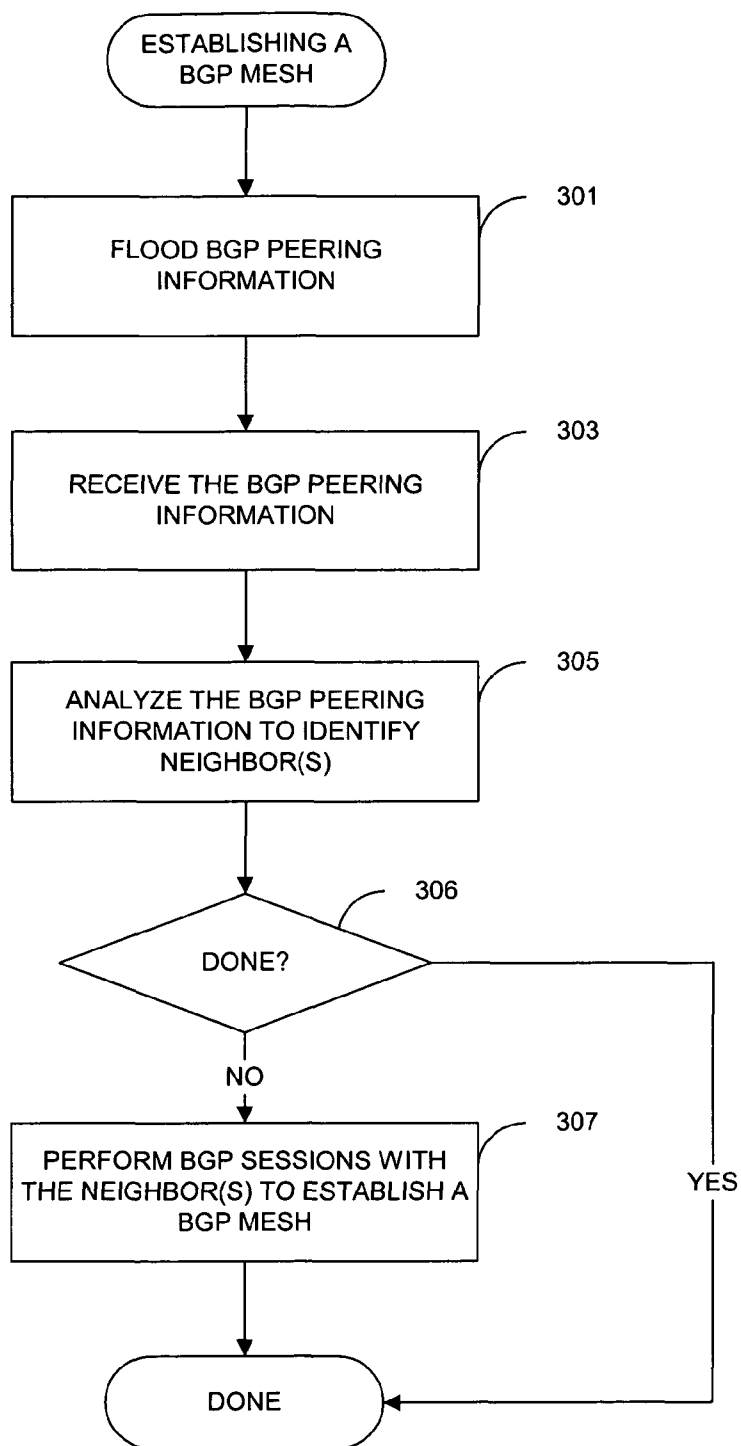 ESTABLISHING A
BGP MESH
301
FLOOD BGP PEERING
INFORMATION
303
RECEIVE THE BGP PEERING
INFORMATION
305
ANALYZE THE BGP PEERING
INFORMATION TO IDENTIFY
NEIGHBOR(S)
306
DONE?
NO
307
PERFORM BGP SESSIONS WITH
THE NEIGHBOR(S) TO ESTABLISH A
BGP MESH
YES
DONE